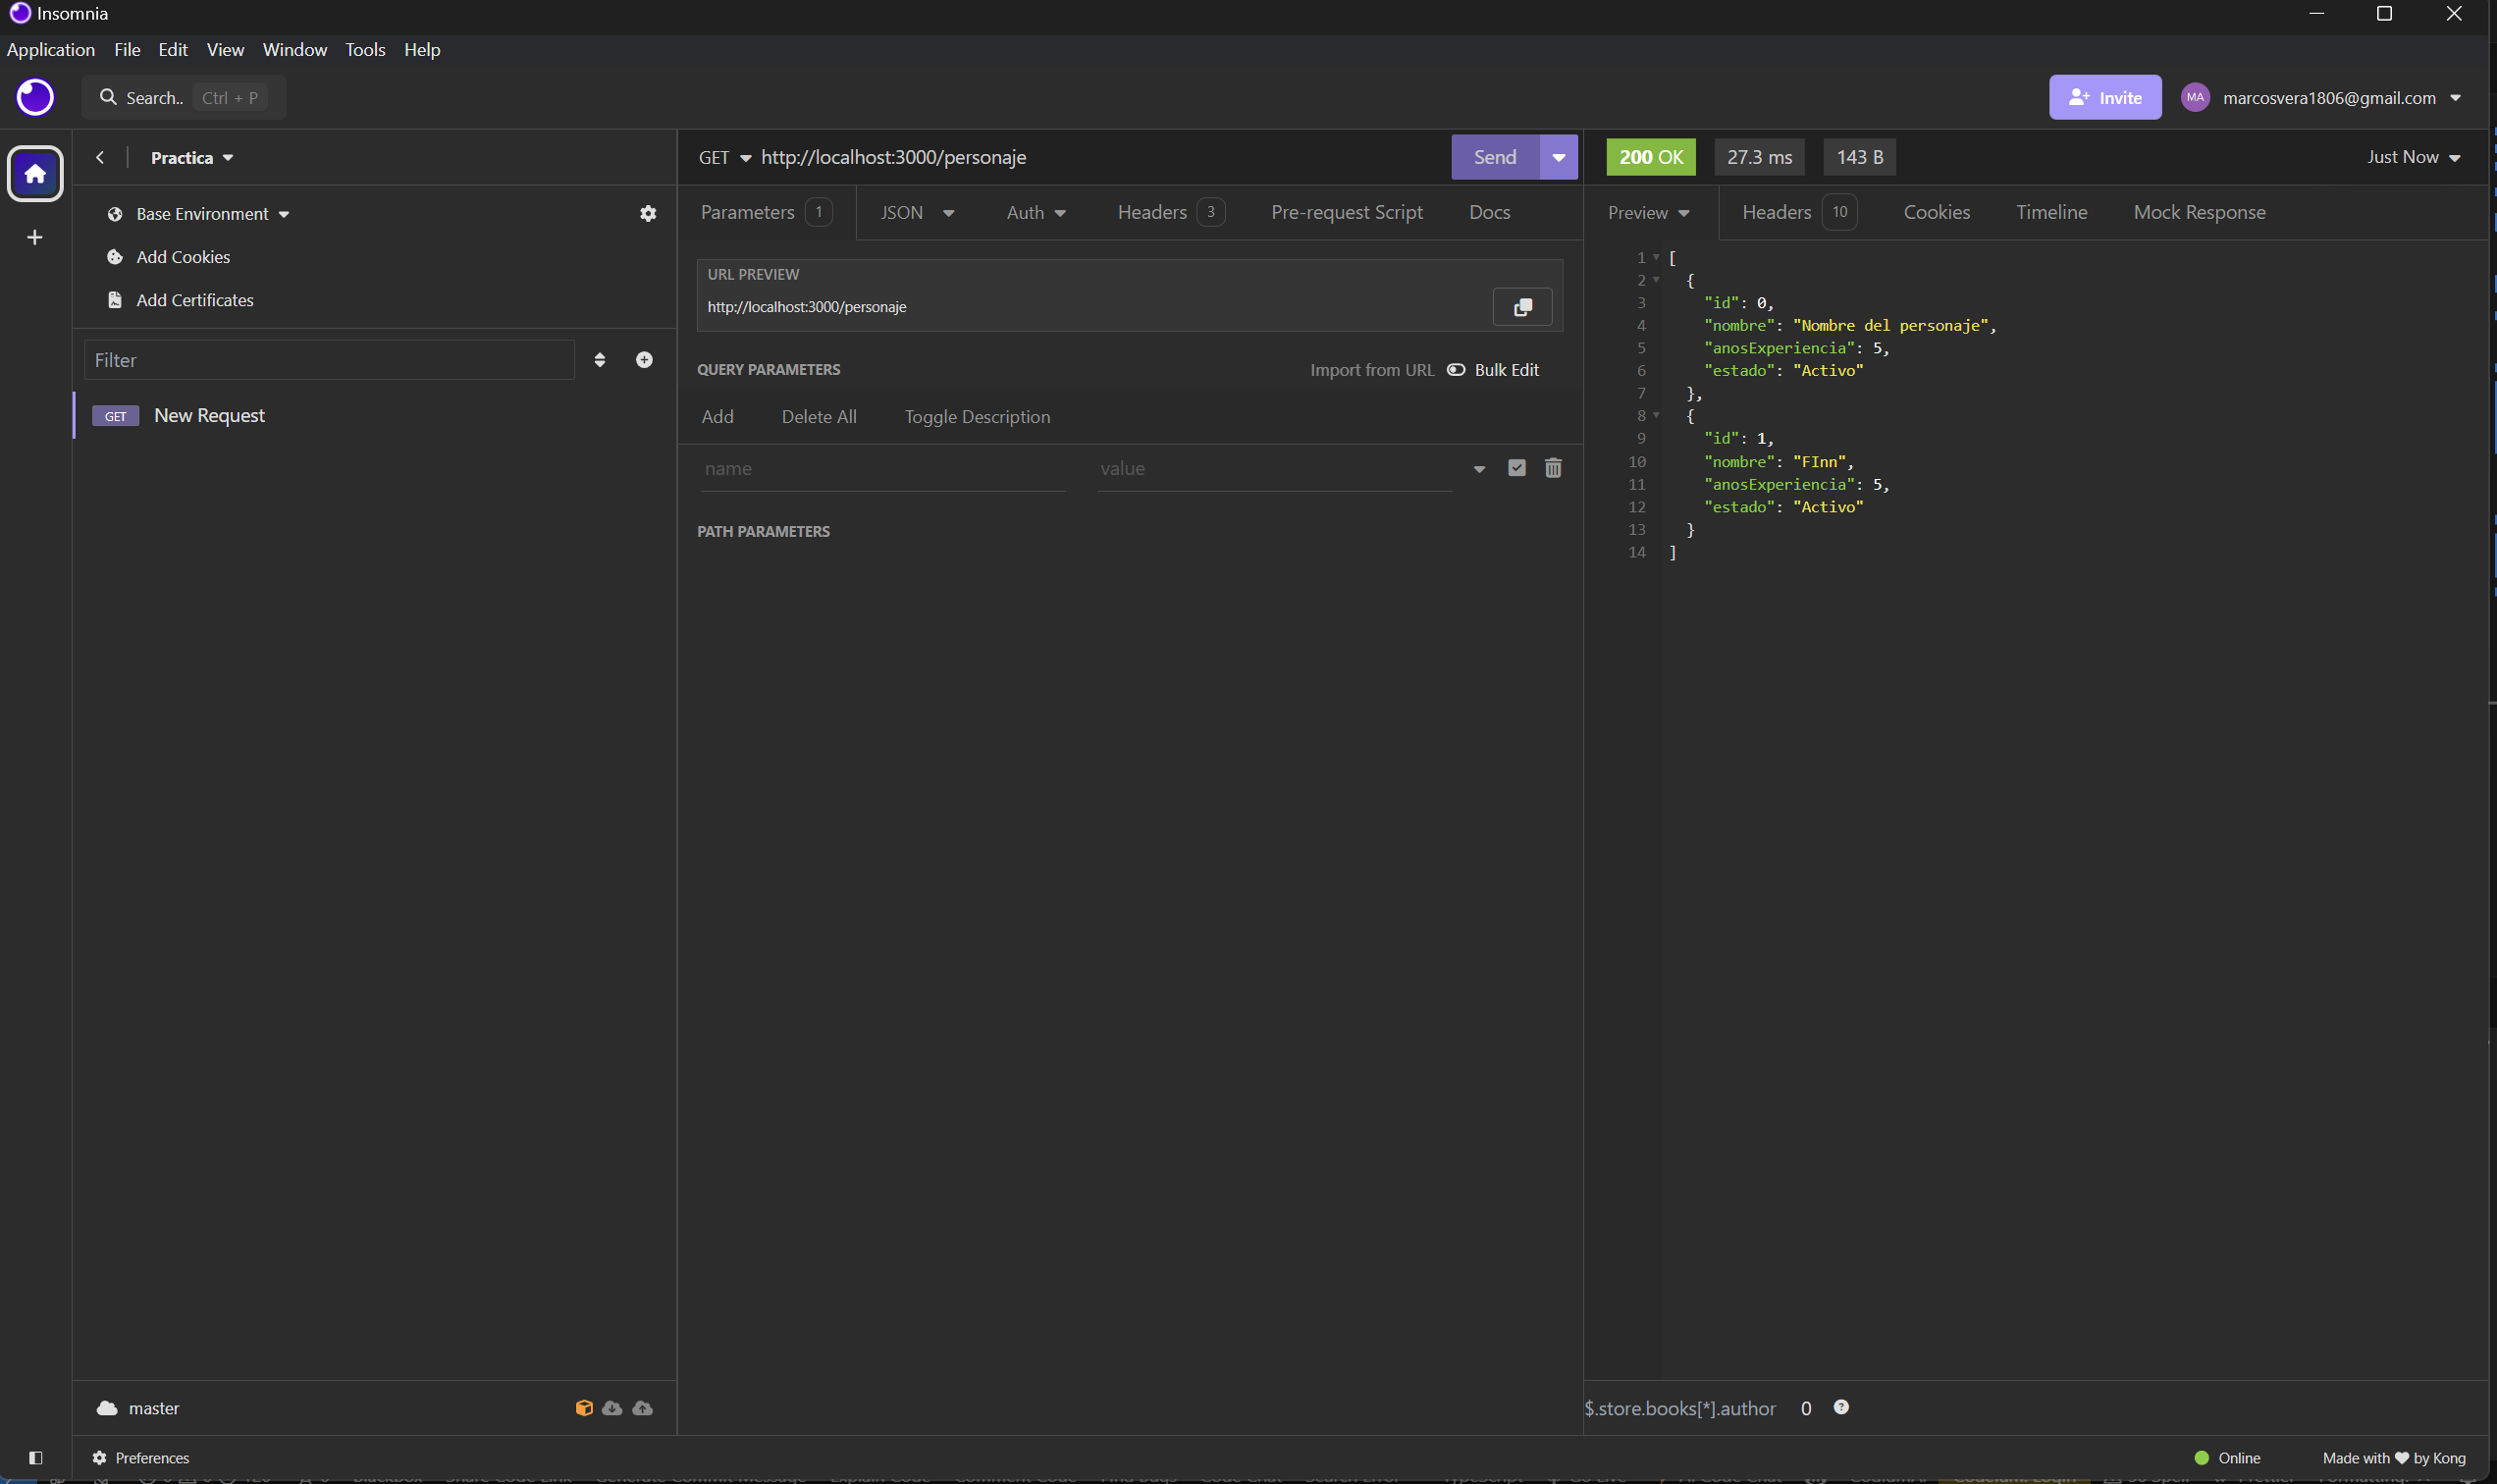 Insomnia
Application File Edit View Window Tools Help
Search.. Ctrl + P
Invite MA marcosvera1806@gmail.com
Practica
GET http://localhost:3000/personaje Send
200 OK 27.3 ms 143 B Just Now
Base Environment
Add Cookies
Add Certificates
Filter
GET New Request
Parameters 1 JSON Auth Headers 3 Pre-request Script Docs
URL PREVIEW
http://localhost:3000/personaje
QUERY PARAMETERS Import from URL Bulk Edit
Add Delete All Toggle Description
name value
PATH PARAMETERS
Preview Headers 10 Cookies Timeline Mock Response
1 [
2 {
3 "id": 0,
4 "nombre": "Nombre del personaje",
5 "anosExperiencia": 5,
6 "estado": "Activo"
7 },
8 {
9 "id": 1,
10 "nombre": "FInn",
11 "anosExperiencia": 5,
12 "estado": "Activo"
13 }
14 ]
master
$.store.books[*].author 0 ?
Preferences
Online Made with by Kong